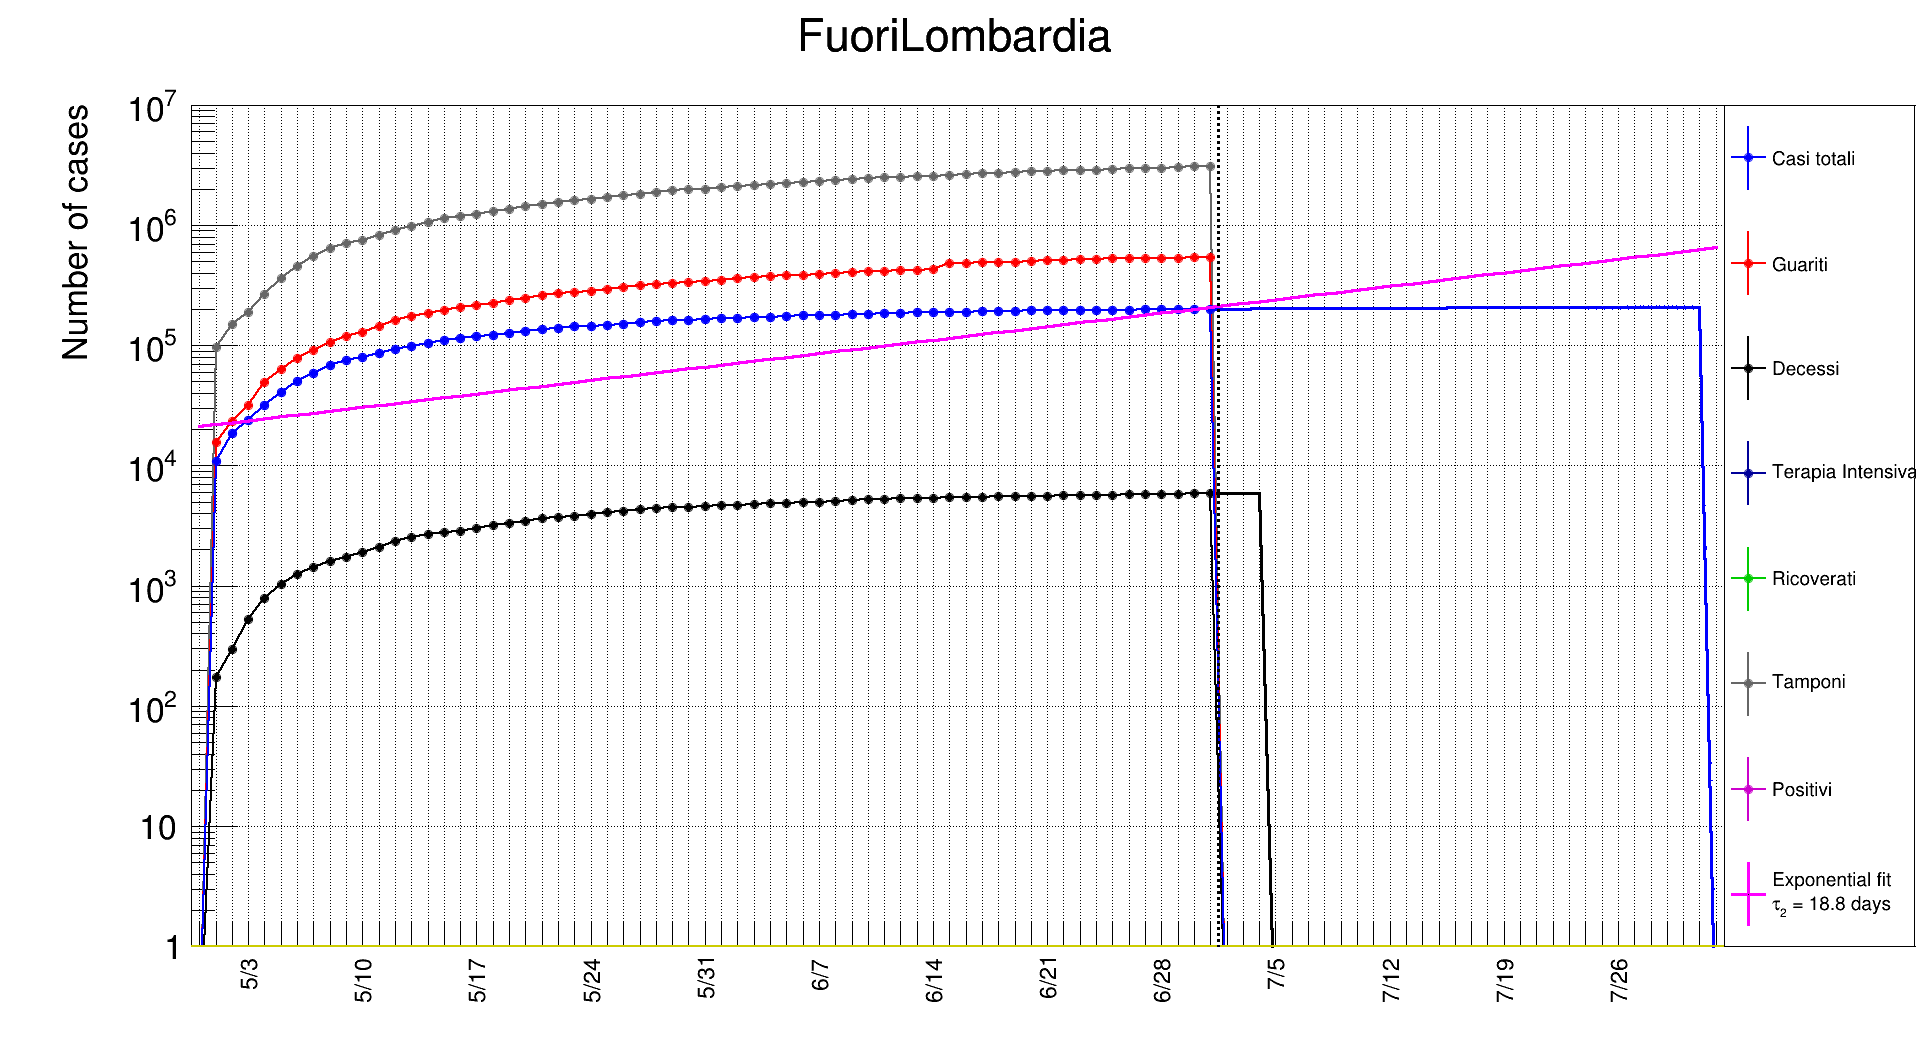 FuoriLombardia
Number of cases
10^7
10^6
10^5
10^4
10^3
10^2
10
1
5/3 5/10 5/17 5/24 5/31 6/7 6/14 6/21 6/28 7/5 7/12 7/19 7/26
Casi totali
Guariti
Decessi
Terapia Intensiva
Ricoverati
Tamponi
Positivi
Exponential fit
τ_2 = 18.8 days